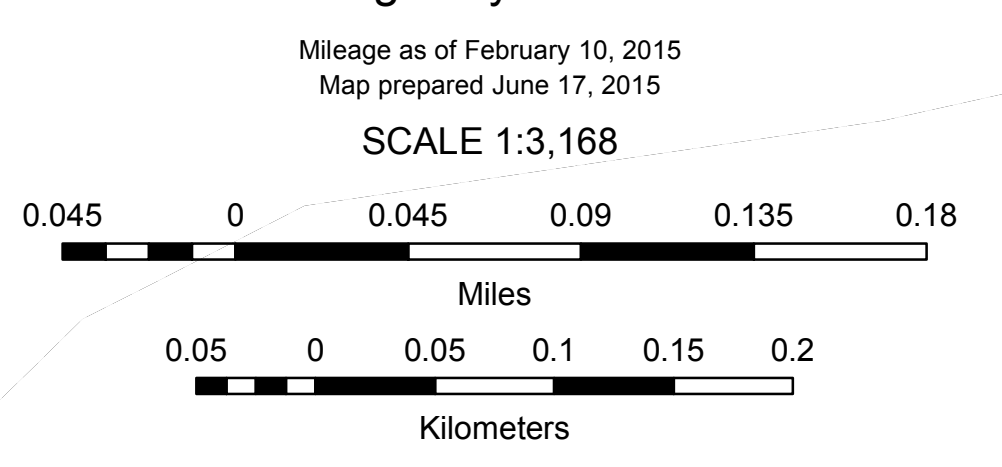 Mileage as of February 10, 2015
Map prepared June 17, 2015
SCALE 1:3,168
0.045 0 0.045 0.09 0.135 0.18
Miles
0.05 0 0.05 0.1 0.15 0.2
Kilometers